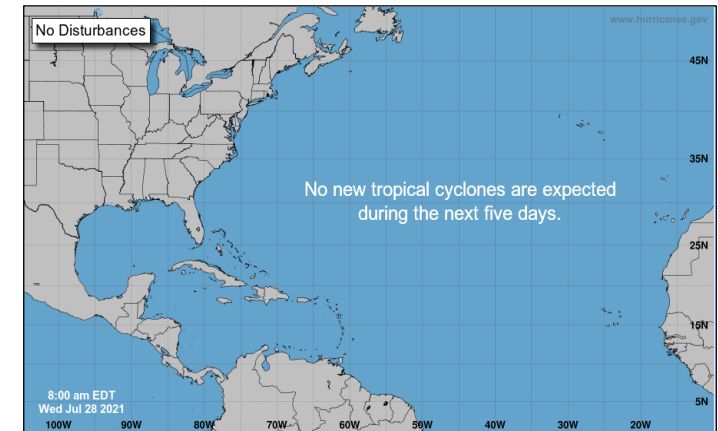 No Disturbances
www.hurricanes.gov
45N
35N
No new tropical cyclones are expected
during the next five days.
25N
15N
8:00 am EDT
Wed Jul 28 2021
5N
100W 90W 80W 70W 60W 50W 40W 30W 20W